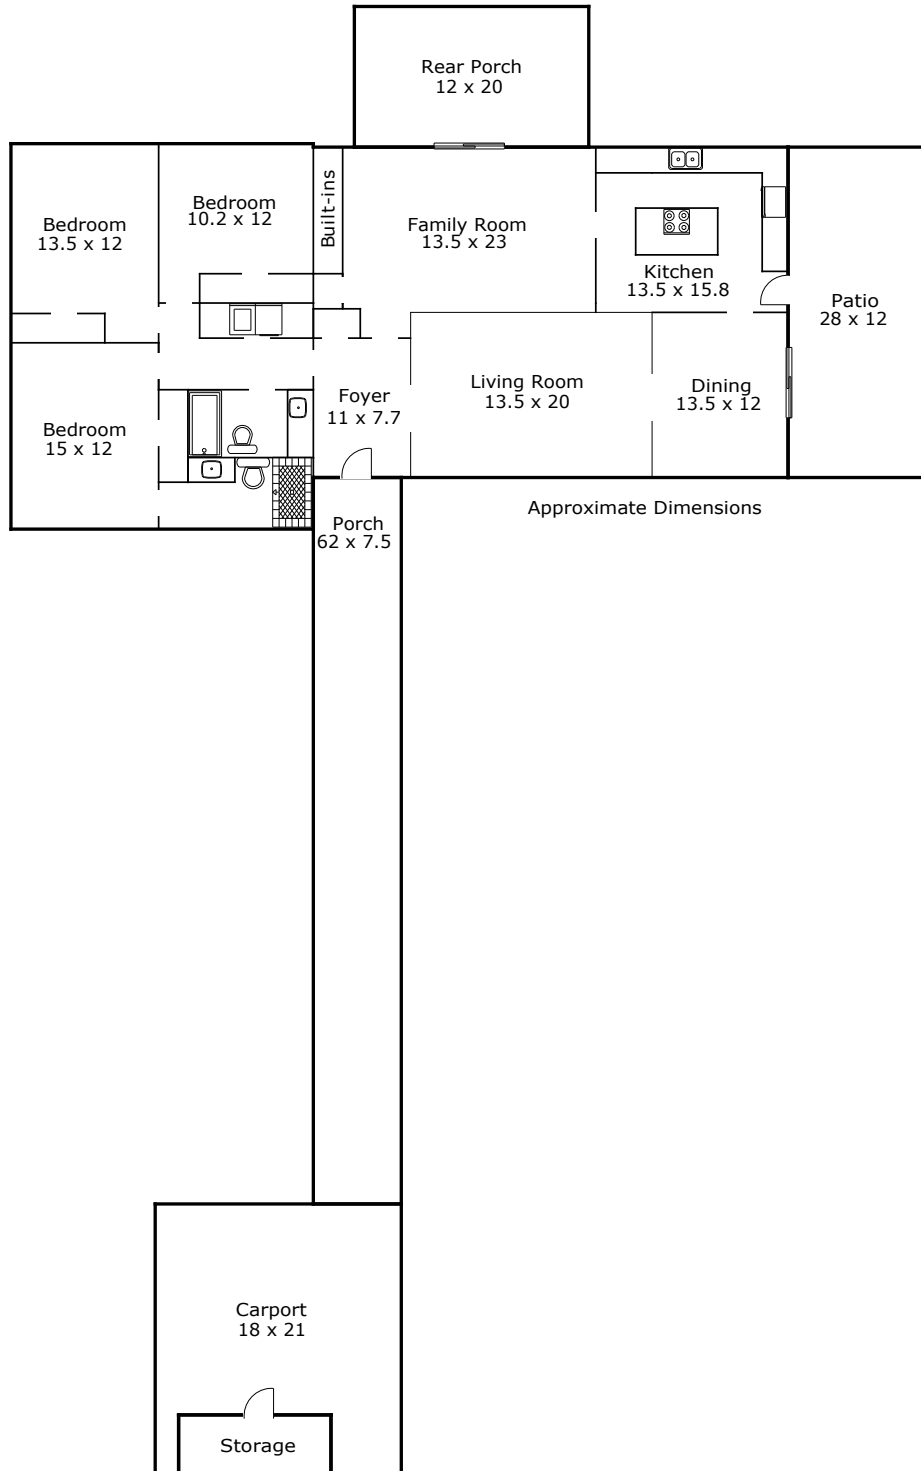 Rear Porch
12 x 20
Bedroom
13.5 x 12
Bedroom
10.2 x 12
Built-ins
Family Room
13.5 x 23
Kitchen
13.5 x 15.8
Patio
28 x 12
Bedroom
15 x 12
Foyer
11 x 7.7
Living Room
13.5 x 20
Dining
13.5 x 12
Porch
62 x 7.5
Approximate Dimensions
Carport
18 x 21
Storage